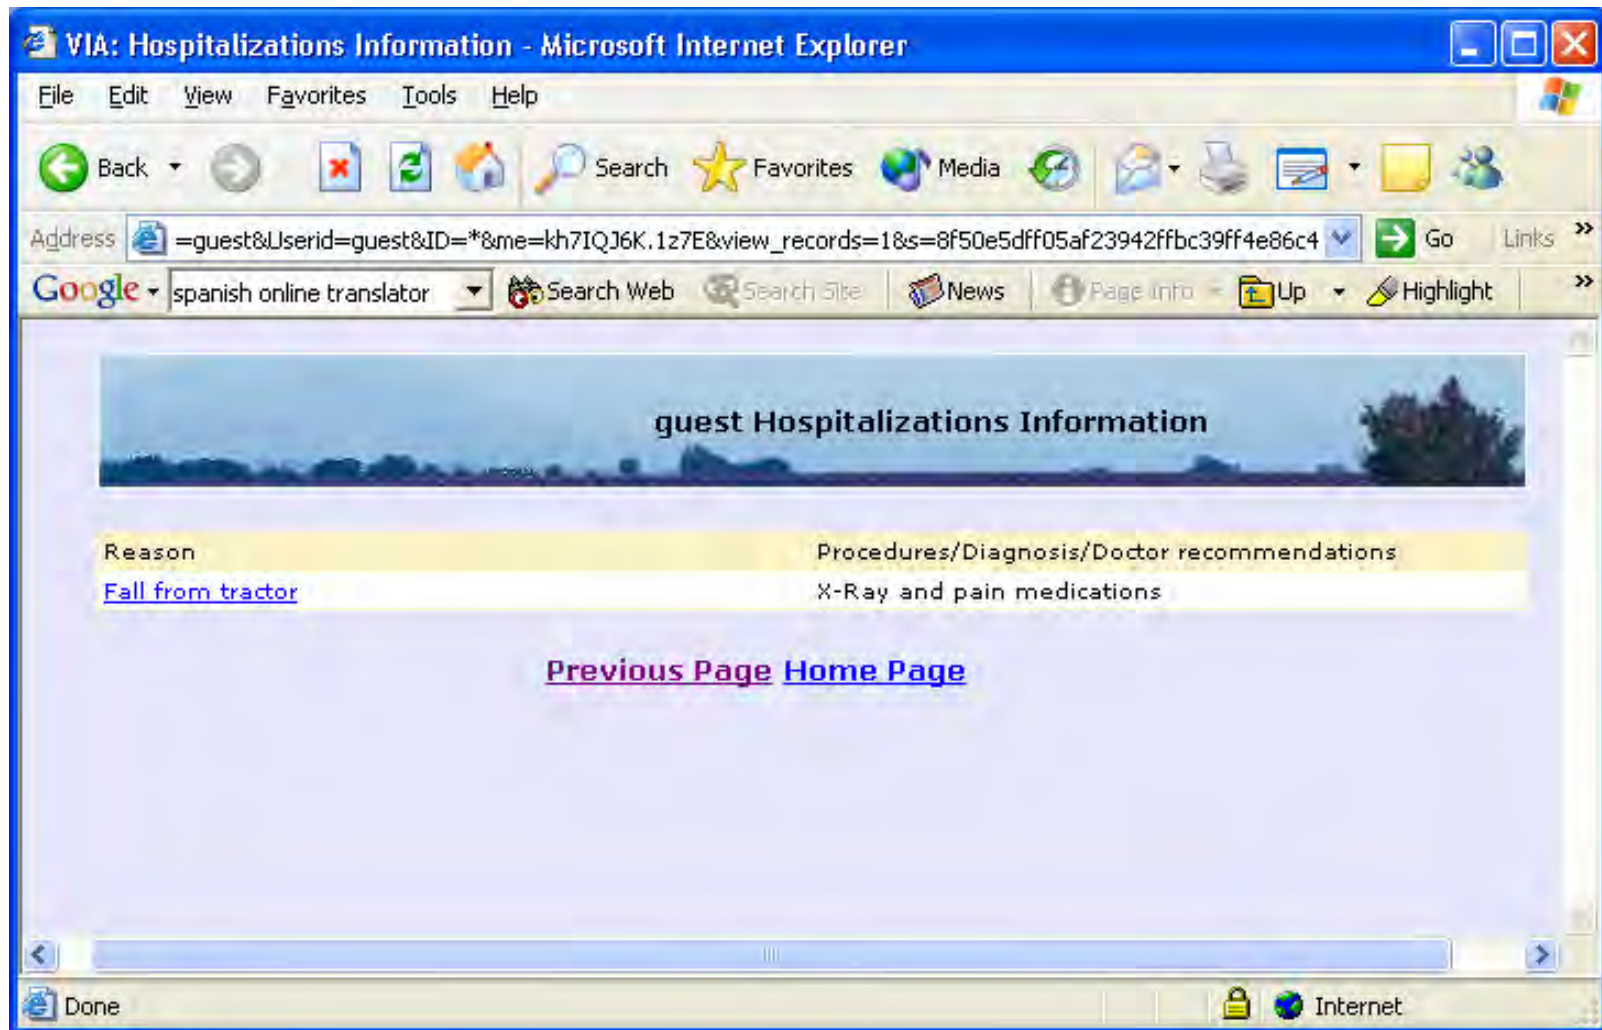 VIA: Hospitalizations Information - Microsoft Internet Explorer
File Edit View Favorites Tools Help
Back Search Favorites Media
Address =guest&Userid=guest&ID=*&me=kh7IQJ6K.1z7E&view_records=1&s=8f50e5dff05af23942ffbc39ff4e86c4 Go Links »
Google spanish online translator Search Web Search Site News Page Info Up Highlight »
guest Hospitalizations Information
Reason Procedures/Diagnosis/Doctor recommendations
Fall from tractor X-Ray and pain medications
Previous Page Home Page
Done Internet